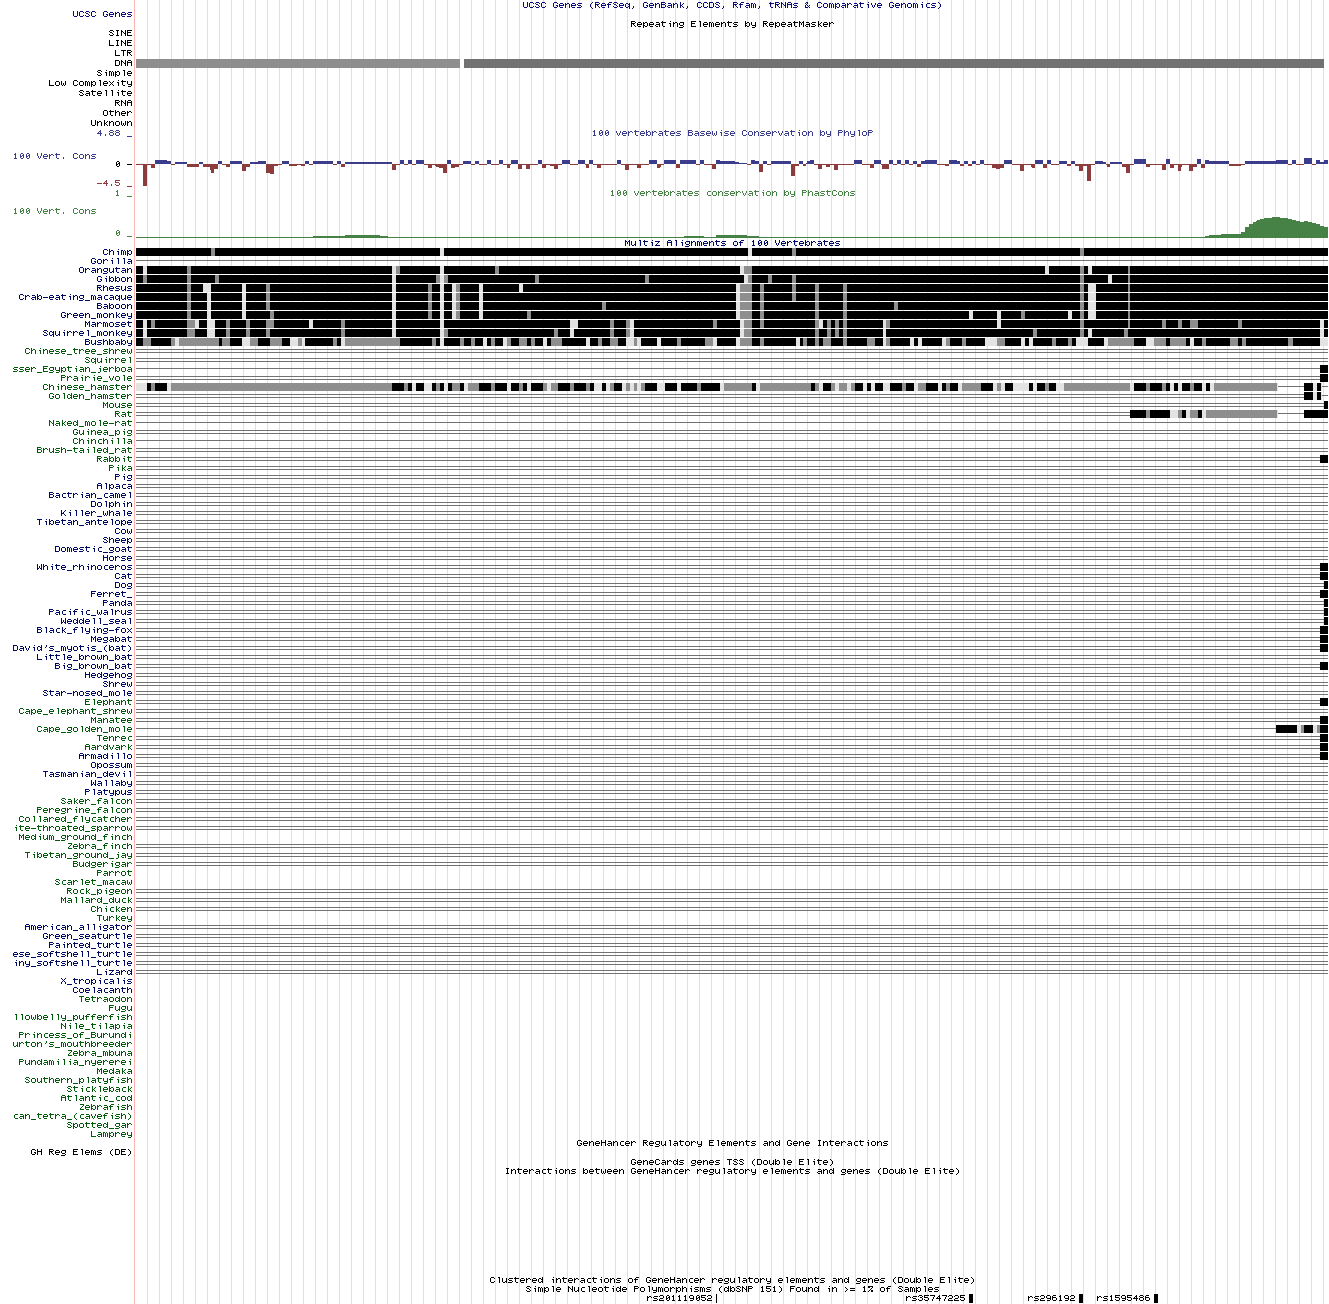 UCSC Genes (RefSeq, GenBank, CCDS, Rfam, tRNAs & Comparative Genomics)
UCSC Genes
Repeating Elements by RepeatMasker
SINE
LINE
LTR
DNA
Simple
Low Complexity
Satellite
RNA
Other
Unknown
4.88 _
100 vertebrates Basewise Conservation by PhyloP
100 Vert. Cons
0 _
-4.5 _
1 _
100 vertebrates conservation by PhastCons
100 Vert. Cons
0 _
Multiz Alignments of 100 Vertebrates
Chimp
Gorilla
Orangutan
Gibbon
Rhesus
Crab-eating_macaque
Baboon
Green_monkey
Marmoset
Squirrel_monkey
Bushbaby
Chinese_tree_shrew
Squirrel
sser_Egyptian_jerboa
Prairie_vole
Chinese_hamster
Golden_hamster
Mouse
Rat
Naked_mole-rat
Guinea_pig
Chinchilla
Brush-tailed_rat
Rabbit
Pika
Pig
Alpaca
Bactrian_camel
Dolphin
Killer_whale
Tibetan_antelope
Cow
Sheep
Domestic_goat
Horse
White_rhinoceros
Cat
Dog
Ferret_
Panda
Pacific_walrus
Weddell_seal
Black_flying-fox
Megabat
David's_myotis_(bat)
Little_brown_bat
Big_brown_bat
Hedgehog
Shrew
Star-nosed_mole
Elephant
Cape_elephant_shrew
Manatee
Cape_golden_mole
Tenrec
Aardvark
Armadillo
Opossum
Tasmanian_devil
Wallaby
Platypus
Saker_falcon
Peregrine_falcon
Collared_flycatcher
ite-throated_sparrow
Medium_ground_finch
Zebra_finch
Tibetan_ground_jay
Budgerigar
Parrot
Scarlet_macaw
Rock_pigeon
Mallard_duck
Chicken
Turkey
American_alligator
Green_seaturtle
Painted_turtle
ese_softshell_turtle
iny_softshell_turtle
Lizard
X_tropicalis
Coelacanth
Tetraodon
Fugu
llowbelly_pufferfish
Nile_tilapia
Princess_of_Burundi
urton's_mouthbreeder
Zebra_mbuna
Pundamilia_nyererei
Medaka
Southern_platyfish
Stickleback
Atlantic_cod
Zebrafish
can_tetra_(cavefish)
Spotted_gar
Lamprey
GeneHancer Regulatory Elements and Gene Interactions
GH Reg Elems (DE)
GeneCards genes TSS (Double Elite)
Interactions between GeneHancer regulatory elements and genes (Double Elite)
Clustered interactions of GeneHancer regulatory elements and genes (Double Elite)
Simple Nucleotide Polymorphisms (dbSNP 151) Found in >= 1% of Samples
rs201119052 rs35747225 rs296192 rs1595486